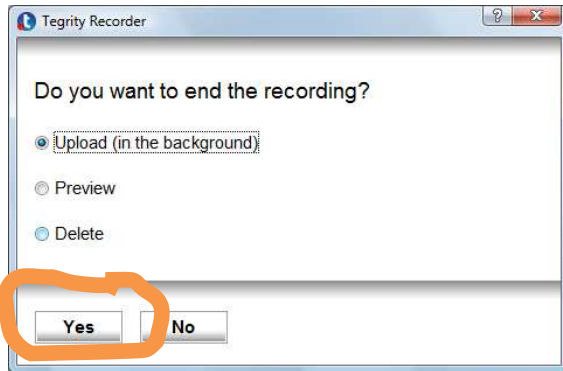 Tegrity Recorder
Do you want to end the recording?
Upload (in the background)
Preview
Delete
Yes No